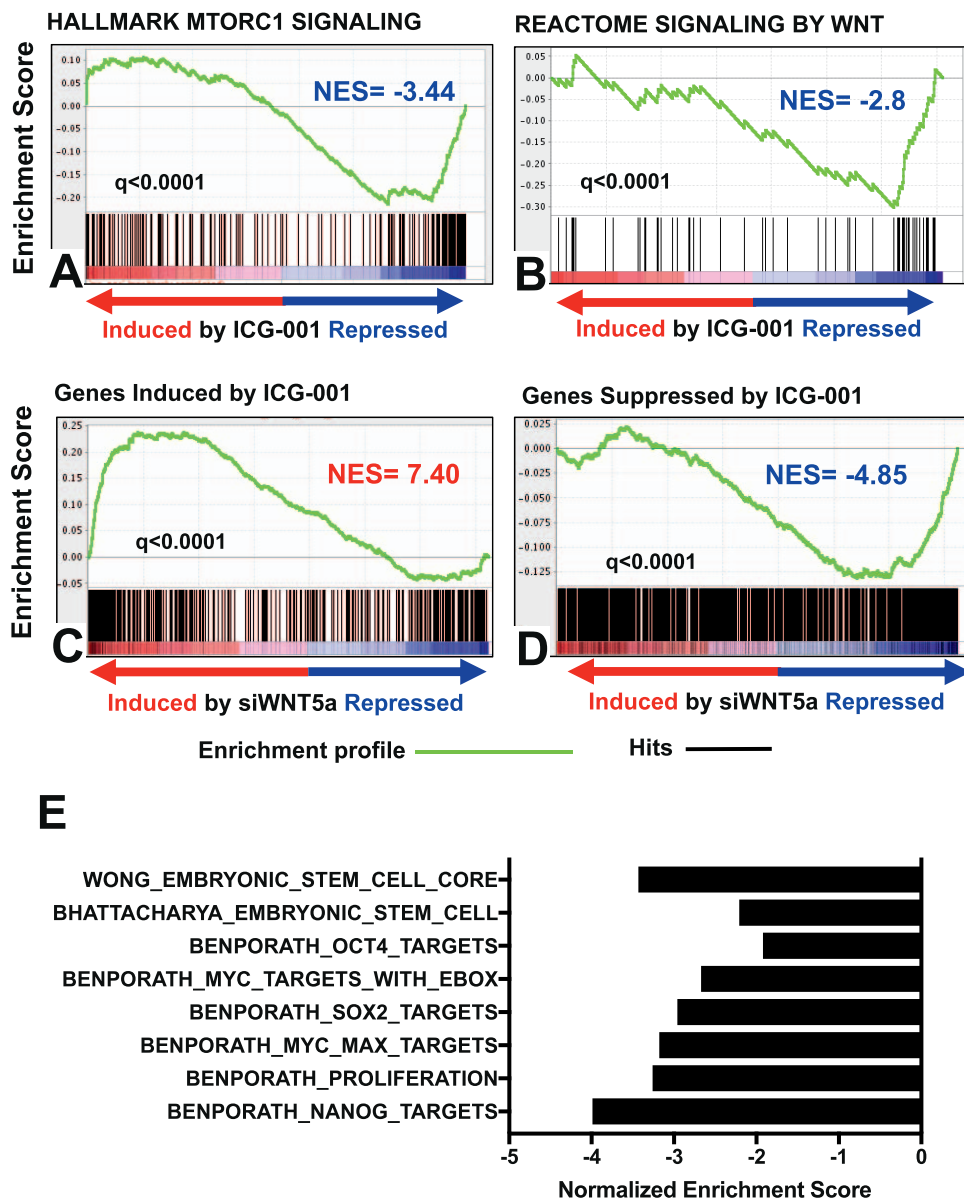 HALLMARK MTORC1 SIGNALING
REACTOME SIGNALING BY WNT
Enrichment Score
0.10
0.05
0.00
-0.05
-0.10
-0.15
-0.20
NES= -3.44
q<0.0001
A
Induced by ICG-001 Repressed
0.05
0.00
-0.05
-0.10
-0.15
-0.20
-0.25
-0.30
NES= -2.8
q<0.0001
B
Induced by ICG-001 Repressed
Genes Induced by ICG-001
Genes Suppressed by ICG-001
Enrichment Score
0.25
0.20
0.15
0.10
0.05
0.00
-0.05
NES= 7.40
q<0.0001
C
Induced by siWNT5a Repressed
0.025
0.000
-0.025
-0.050
-0.075
-0.100
-0.125
NES= -4.85
q<0.0001
D
Induced by siWNT5a Repressed
Enrichment profile
Hits
E
WONG_EMBRYONIC_STEM_CELL_CORE
BHATTACHARYA_EMBRYONIC_STEM_CELL
BENPORATH_OCT4_TARGETS
BENPORATH_MYC_TARGETS_WITH_EBOX
BENPORATH_SOX2_TARGETS
BENPORATH_MYC_MAX_TARGETS
BENPORATH_PROLIFERATION
BENPORATH_NANOG_TARGETS
-5 -4 -3 -2 -1 0
Normalized Enrichment Score